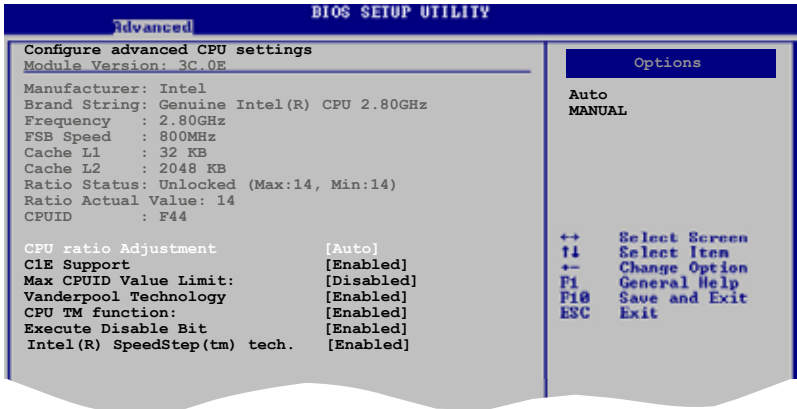 BIOS SETUP UTILITY
Advanced
Configure advanced CPU settings
Module Version: 3C.0E
Manufacturer: Intel
Brand String: Genuine Intel(R) CPU 2.80GHz
Frequency : 2.80GHz
FSB Speed : 800MHz
Cache L1 : 32 KB
Cache L2 : 2048 KB
Ratio Status: Unlocked (Max:14, Min:14)
Ratio Actual Value: 14
CPUID : F44
CPU ratio Adjustment [Auto]
C1E Support [Enabled]
Max CPUID Value Limit: [Disabled]
Vanderpool Technology [Enabled]
CPU TM function: [Enabled]
Execute Disable Bit [Enabled]
Intel(R) SpeedStep(tm) tech. [Enabled]
Options
Auto
MANUAL
↔ Select Screen
↑↓ Select Item
+- Change Option
F1 General Help
F10 Save and Exit
ESC Exit